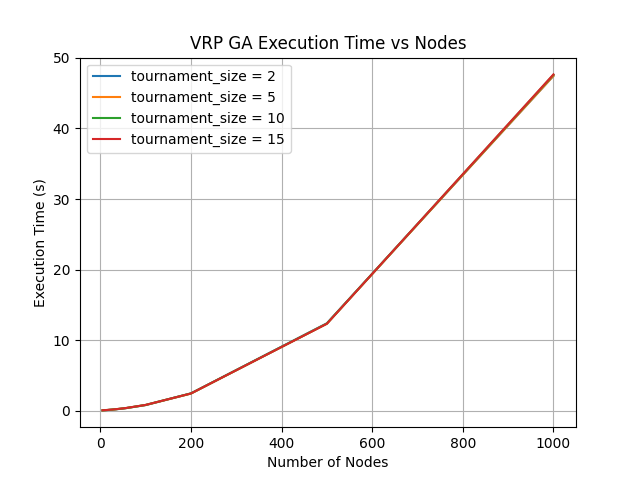 VRP GA Execution Time vs Nodes
50
40
30
20
10
0
Execution Time (s)
tournament_size = 2
tournament_size = 5
tournament_size = 10
tournament_size = 15
0 200 400 600 800 1000
Number of Nodes